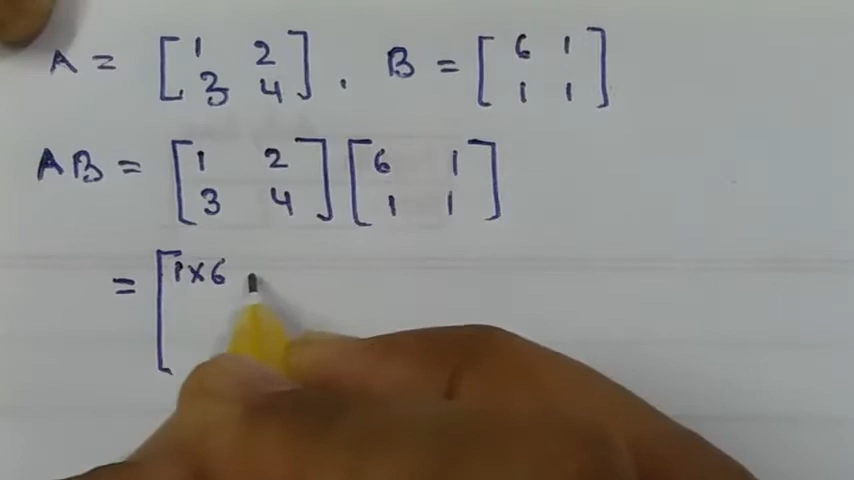 A = [ 1 2 ] . B = [ 6 1 ]
[ 3 4 ] [ 1 1 ]
AB = [ 1 2 ] [ 6 1 ]
[ 3 4 ] [ 1 1 ]
= [ 1×6